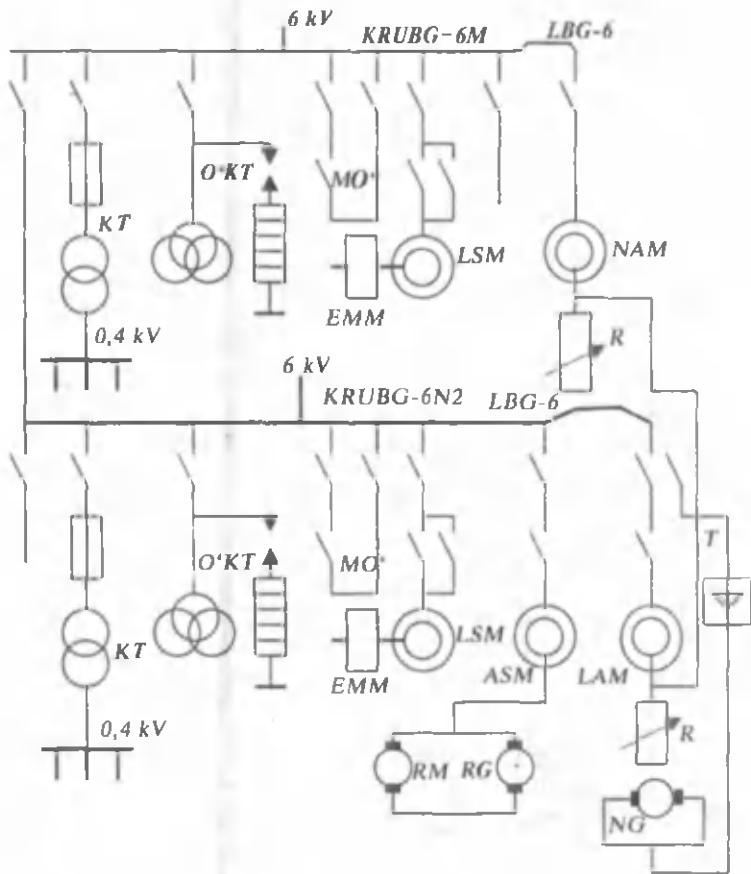 6 kV
KRUBG-6M
LBG-6
O'KT
MO'
KT
LSM
NAM
EMM
0,4 kV
R
6 kV
KRUBG-6N2
LBG-6
O'KT
MO'
T
KT
LSM
EMM
ASM
LAM
0,4 kV
R
RM
RG
NG